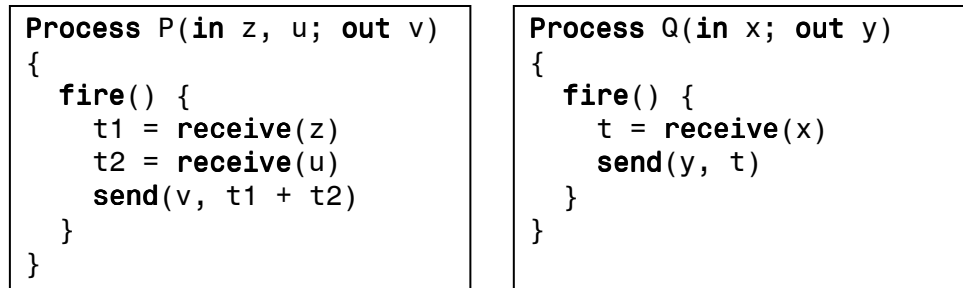 Process P(in z, u; out v)
{
  fire() {
    t1 = receive(z)
    t2 = receive(u)
    send(v, t1 + t2)
  }
}
Process Q(in x; out y)
{
  fire() {
    t = receive(x)
    send(y, t)
  }
}